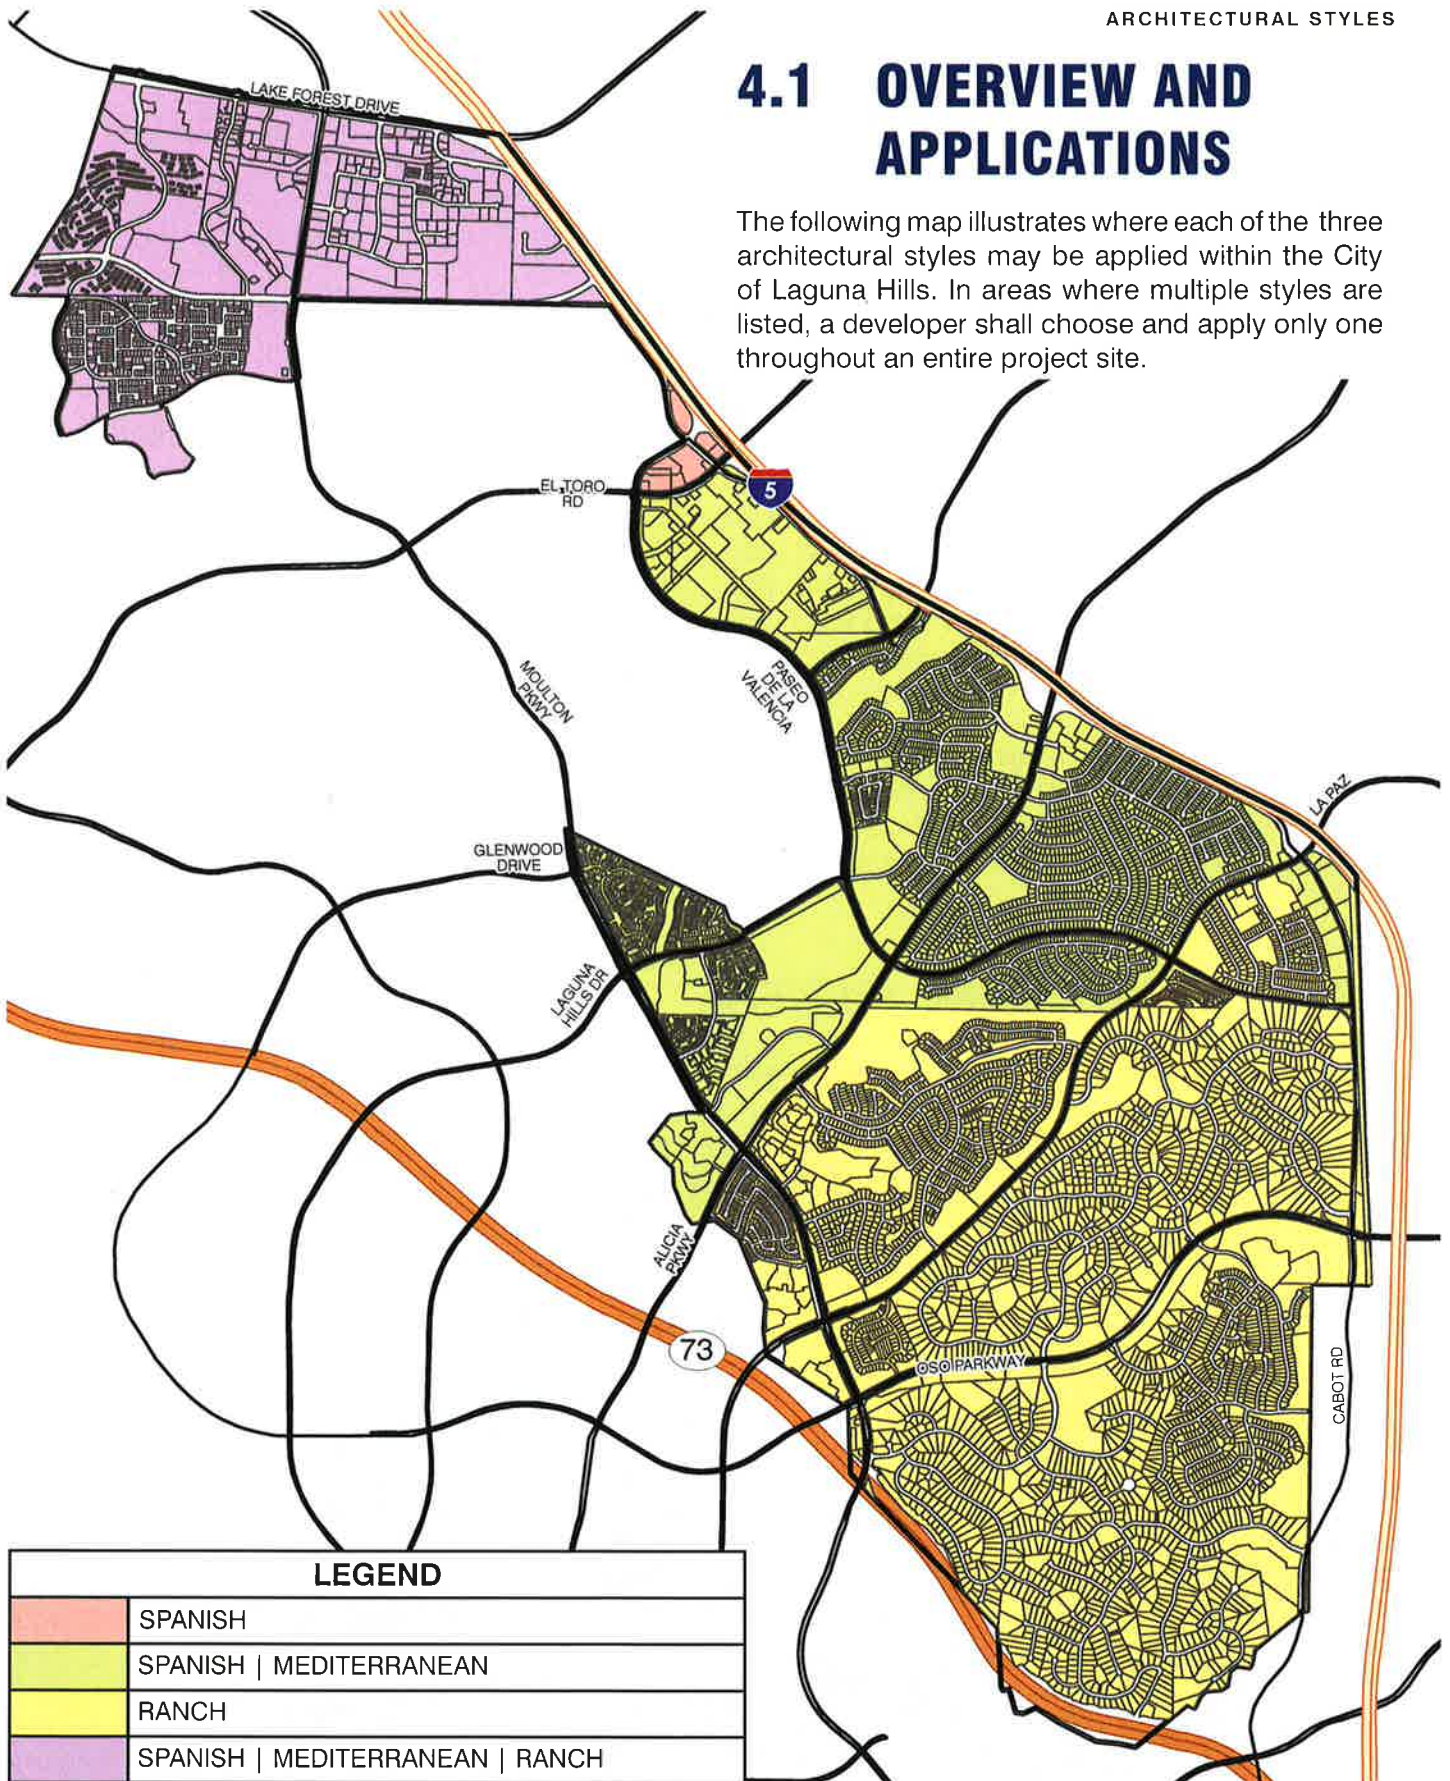 ARCHITECTURAL STYLES
4.1 OVERVIEW AND
APPLICATIONS
The following map illustrates where each of the three
architectural styles may be applied within the City
of Laguna Hills. In areas where multiple styles are
listed, a developer shall choose and apply only one
throughout an entire project site.
LAKE FOREST DRIVE
EL TORO
RD
5
MOULTON
PKWY
PASEO
DE LA
VALENCIA
LA PAZ
GLENWOOD
DRIVE
LAGUNA
HILLS DR
ALICIA
PKWY
73
OSO PARKWAY
CABOT RD
LEGEND
SPANISH
SPANISH | MEDITERRANEAN
RANCH
SPANISH | MEDITERRANEAN | RANCH